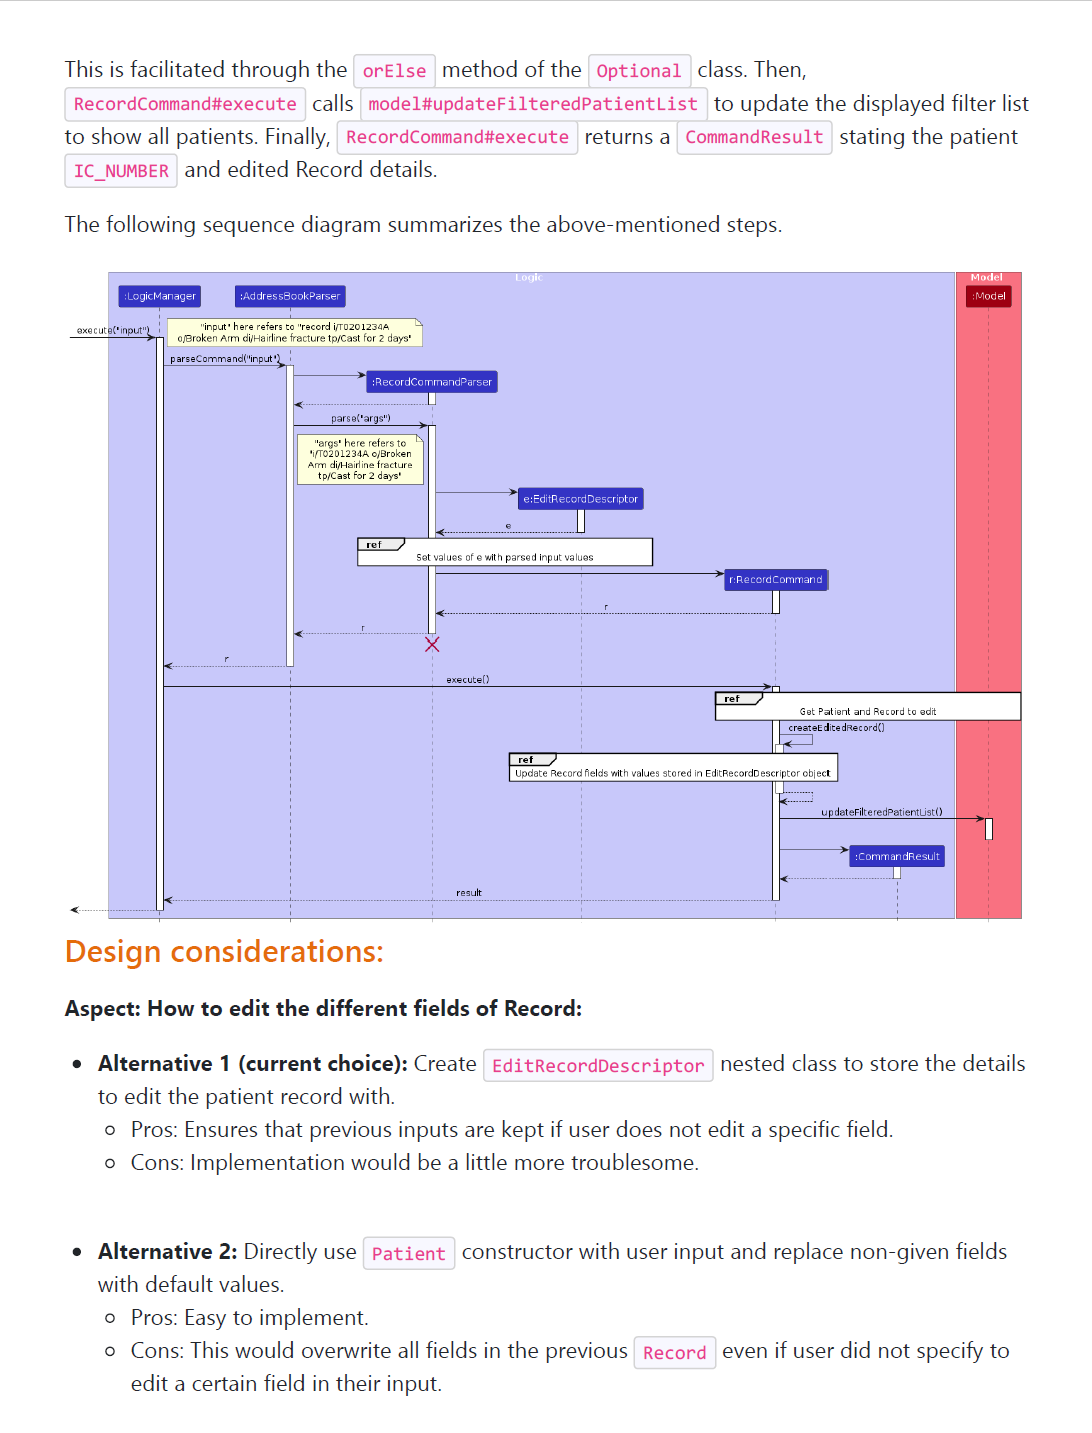 This is facilitated through the orElse method of the Optional class. Then,
RecordCommand#execute calls model#updateFilteredPatientList to update the displayed filter list
to show all patients. Finally, RecordCommand#execute returns a CommandResult stating the patient
IC_NUMBER and edited Record details.
The following sequence diagram summarizes the above-mentioned steps.
Logic
Model
:LogicManager
:AddressBookParser
:Model
execute("input")
"input" here refers to "record i/T0201234A
o/Broken Arm di/Hairline fracture tp/Cast for 2 days"
parseCommand("input")
:RecordCommandParser
parse("args")
"args" here refers to
"i/T0201234A o/Broken
Arm di/Hairline fracture
tp/Cast for 2 days"
e:EditRecordDescriptor
e
ref
Set values of e with parsed input values
r:RecordCommand
r
r
r
execute()
ref
Get Patient and Record to edit
createEditedRecord()
ref
Update Record fields with values stored in EditRecordDescriptor object
updateFilteredPatientList()
:CommandResult
result
Design considerations:
Aspect: How to edit the different fields of Record:
• Alternative 1 (current choice): Create EditRecordDescriptor nested class to store the details
to edit the patient record with.
◦ Pros: Ensures that previous inputs are kept if user does not edit a specific field.
◦ Cons: Implementation would be a little more troublesome.
• Alternative 2: Directly use Patient constructor with user input and replace non-given fields
with default values.
◦ Pros: Easy to implement.
◦ Cons: This would overwrite all fields in the previous Record even if user did not specify to
edit a certain field in their input.